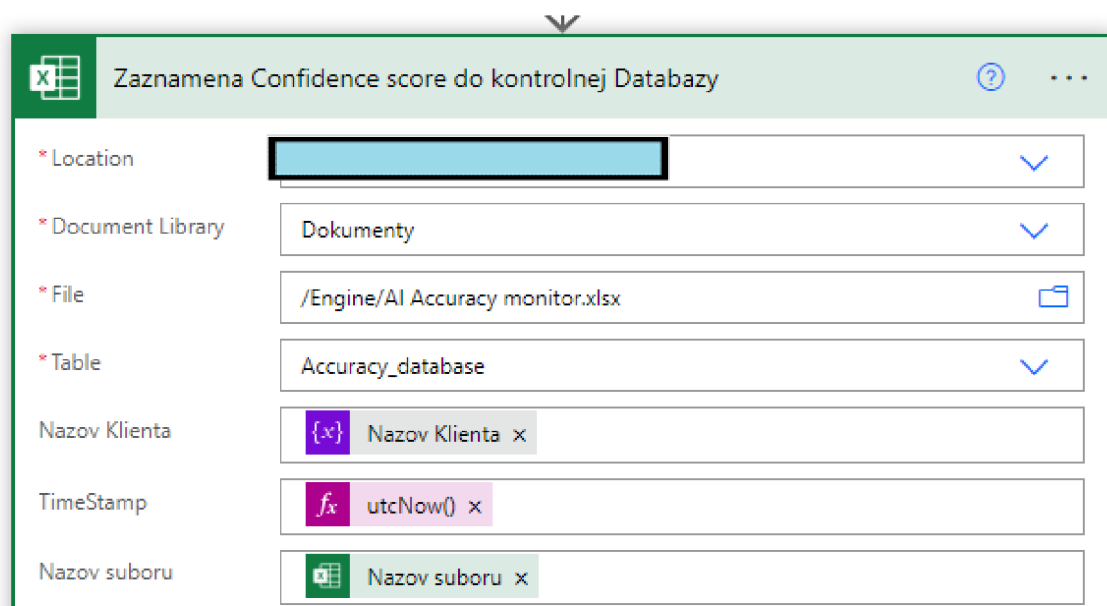 Zaznamena Confidence score do kontrolnej Databazy
* Location
* Document Library Dokumenty
* File /Engine/AI Accuracy monitor.xlsx
* Table Accuracy_database
Nazov Klienta {x} Nazov Klienta ×
TimeStamp fx utcNow() ×
Nazov suboru Nazov suboru ×